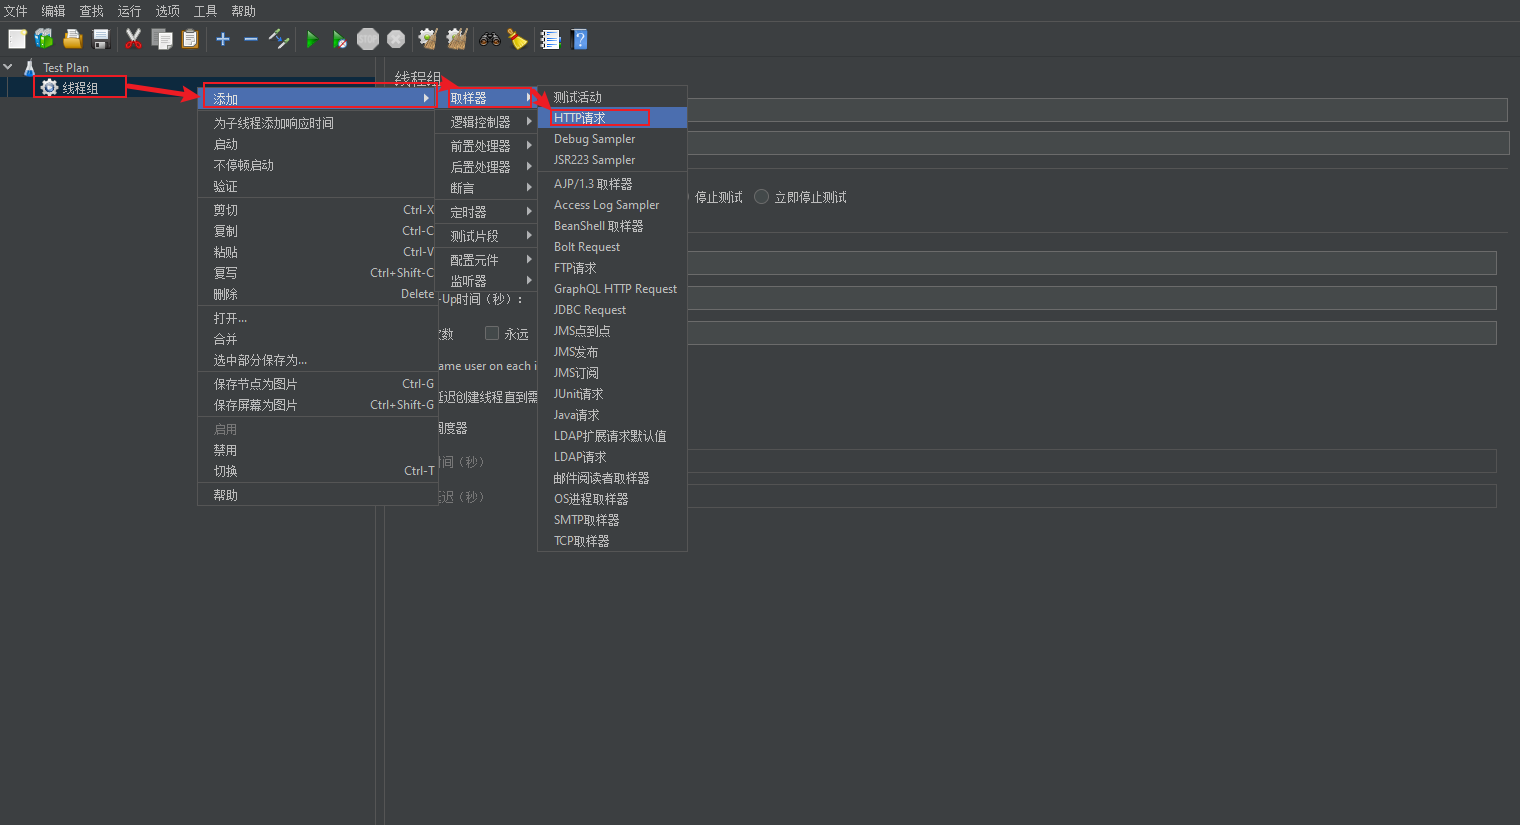 文件 编辑 查找 运行 选项 工具 帮助
Test Plan
线程组
线程组
添加
为子线程添加响应时间
启动
不停顿启动
验证
剪切 Ctrl-X
复制 Ctrl-C
粘贴 Ctrl-V
复写 Ctrl+Shift-C
删除 Delete
打开...
合并
选中部分保存为...
保存节点为图片 Ctrl-G
保存屏幕为图片 Ctrl+Shift-G
启用
禁用
切换 Ctrl-T
帮助
取样器
逻辑控制器
前置处理器
后置处理器
断言
定时器
测试片段
配置元件
监听器
测试活动
HTTP请求
Debug Sampler
JSR223 Sampler
AJP/1.3 取样器
Access Log Sampler
BeanShell 取样器
Bolt Request
FTP请求
GraphQL HTTP Request
JDBC Request
JMS点到点
JMS发布
JMS订阅
JUnit请求
Java请求
LDAP扩展请求默认值
LDAP请求
邮件阅读者取样器
OS进程取样器
SMTP取样器
TCP取样器
停止测试 立即停止测试
-Up时间（秒）：
数 永远
ame user on each i
延迟创建线程直到需
度器
间（秒）
迟（秒）